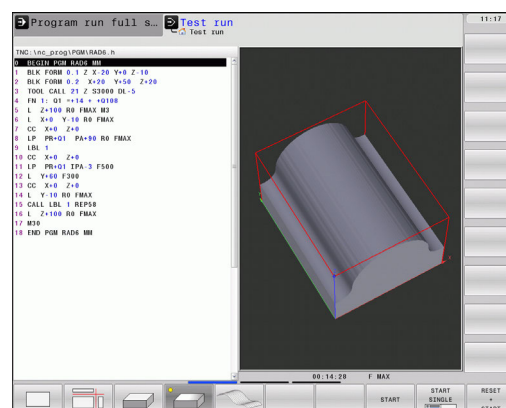 Program run full s…
Test run
Test run
11:17
TNC:\nc_prog\PGM\RAD6.h
0 BEGIN PGM RAD6 MM
1 BLK FORM 0.1 Z X-20 Y+0 Z-10
2 BLK FORM 0.2 X+20 Y+50 Z+20
3 TOOL CALL 21 Z S3000 DL-5
4 FN 1: Q1 =+14 + +Q108
5 L Z+100 R0 FMAX M3
6 L X+0 Y-10 R0 FMAX
7 CC X+0 Z+0
8 LP PR+Q1 PA+90 R0 FMAX
9 LBL 1
10 CC X+0 Z+0
11 LP PR+Q1 IPA-3 F500
12 L Y+60 F300
13 CC X+0 Z+0
14 L Y-10 R0 FMAX
15 CALL LBL 1 REP58
16 L Z+100 R0 FMAX
17 M30
18 END PGM RAD6 MM
00:14:28 F MAX
START
START SINGLE
RESET
+
START